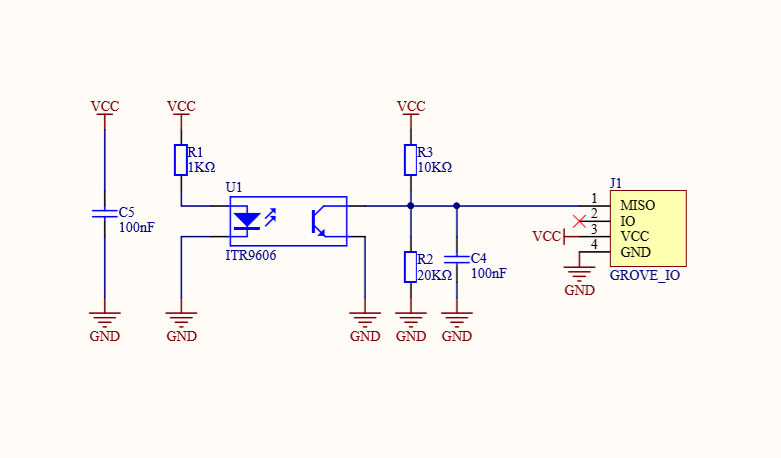 VCC
VCC
VCC
R1
1KΩ
R3
10KΩ
U1
J1
C5
100nF
1
MISO
2
IO
VCC
3
VCC
4
GND
ITR9606
R2
20KΩ
C4
100nF
GROVE_IO
GND
GND
GND
GND
GND
GND